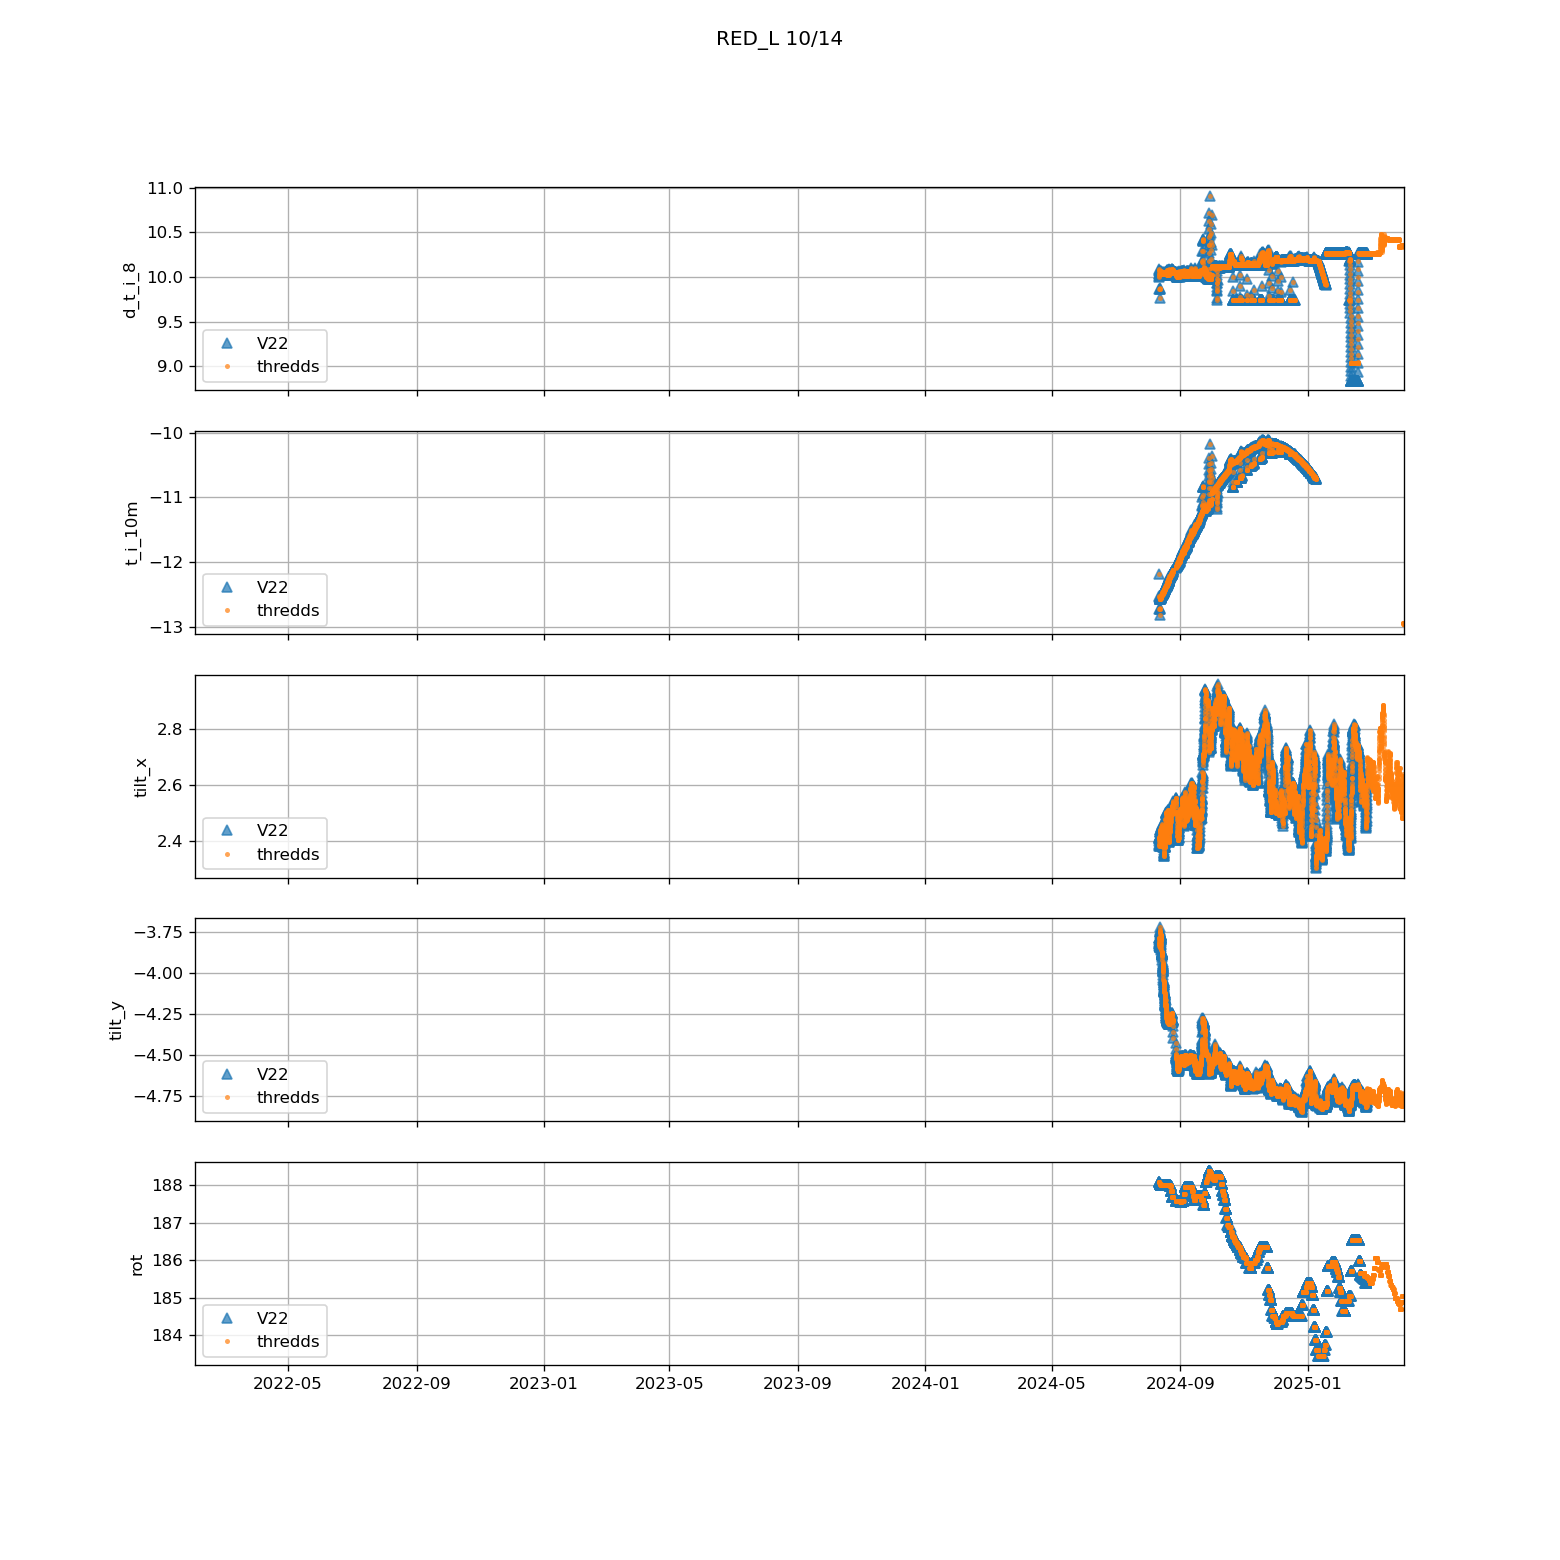 RED_L 10/14
11.0
10.5
10.0
9.5
9.0
d_t_i_8
V22
thredds
−10
−11
−12
−13
t_i_10m
V22
thredds
2.8
2.6
2.4
tilt_x
V22
thredds
−3.75
−4.00
−4.25
−4.50
−4.75
tilt_y
V22
thredds
188
187
186
185
184
rot
V22
thredds
2022-05 2022-09 2023-01 2023-05 2023-09 2024-01 2024-05 2024-09 2025-01